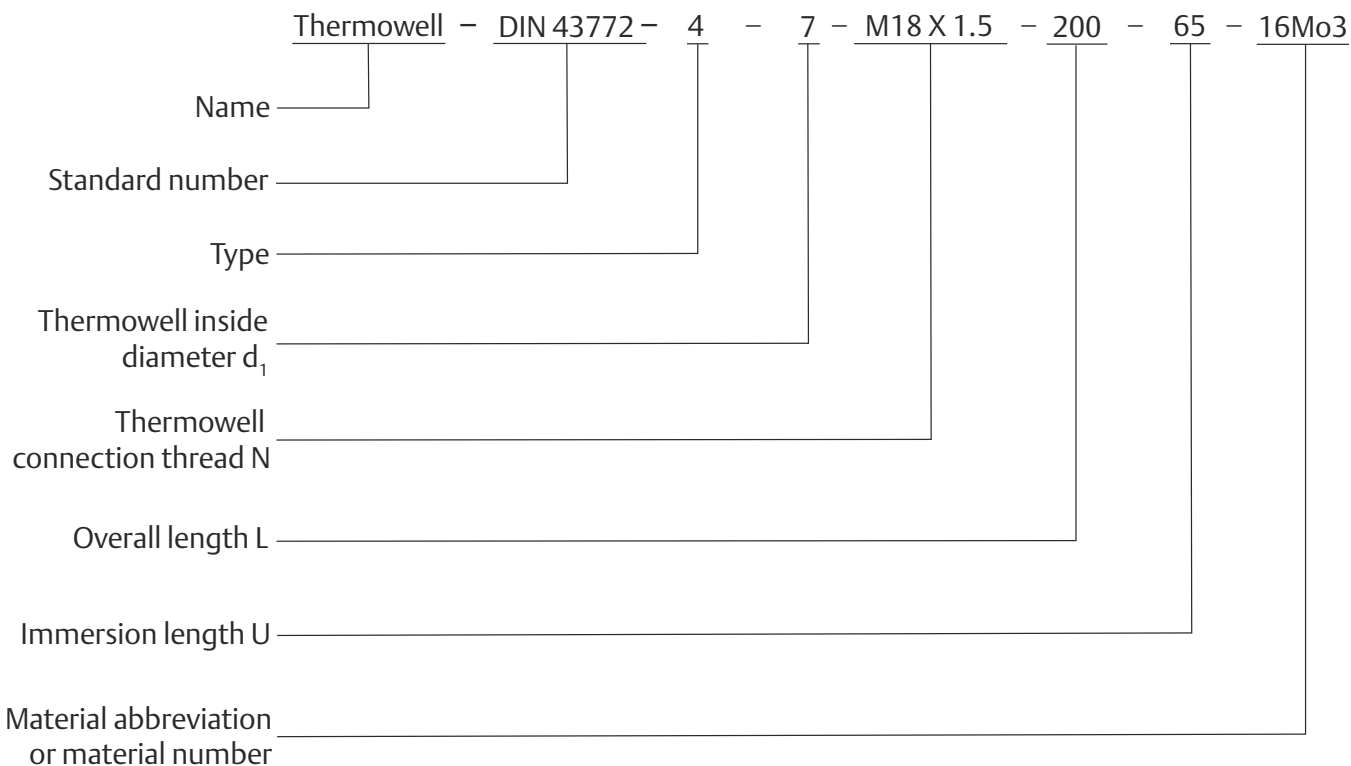 Thermowell – DIN 43772 – 4 – 7 – M18 X 1.5 – 200 – 65 – 16Mo3
Name
Standard number
Type
Thermowell inside
diameter d₁
Thermowell
connection thread N
Overall length L
Immersion length U
Material abbreviation
or material number